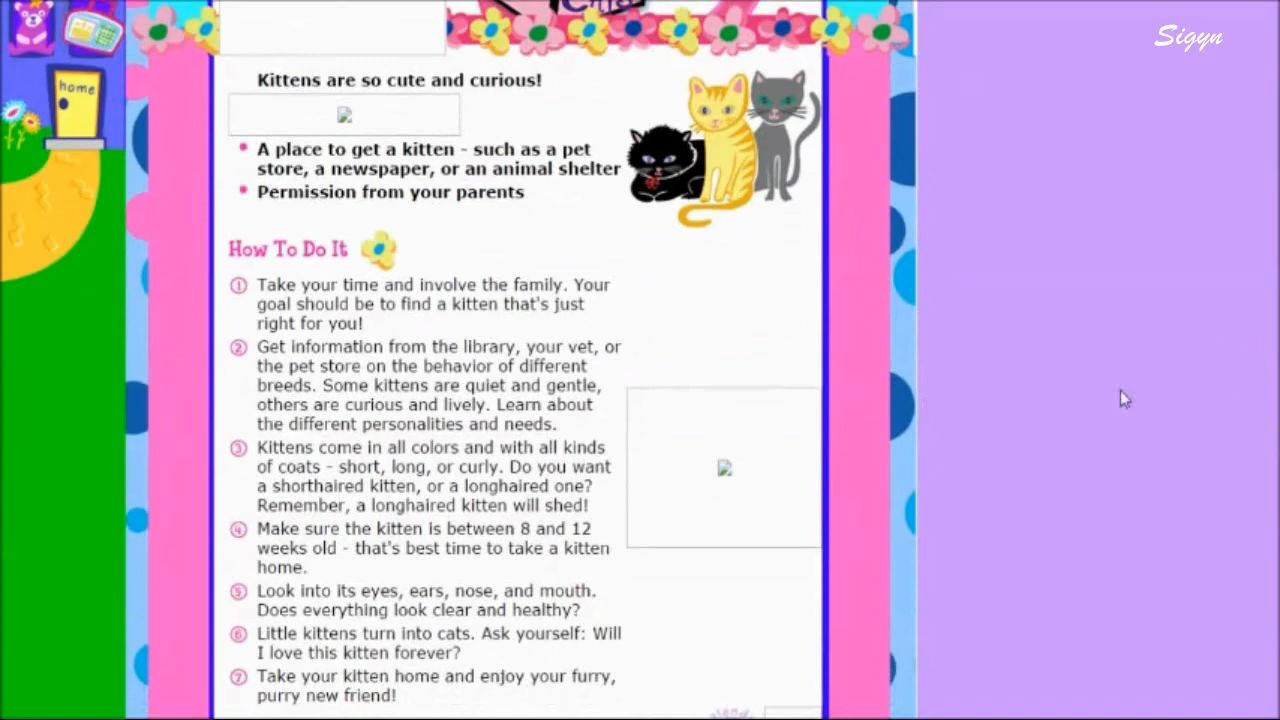 Sigyn
home
Kittens are so cute and curious!
A place to get a kitten - such as a pet
store, a newspaper, or an animal shelter
Permission from your parents
How To Do It
1 Take your time and involve the family. Your
goal should be to find a kitten that's just
right for you!
2 Get information from the library, your vet, or
the pet store on the behavior of different
breeds. Some kittens are quiet and gentle,
others are curious and lively. Learn about
the different personalities and needs.
3 Kittens come in all colors and with all kinds
of coats - short, long, or curly. Do you want
a shorthaired kitten, or a longhaired one?
Remember, a longhaired kitten will shed!
4 Make sure the kitten is between 8 and 12
weeks old - that's best time to take a kitten
home.
5 Look into its eyes, ears, nose, and mouth.
Does everything look clear and healthy?
6 Little kittens turn into cats. Ask yourself: Will
I love this kitten forever?
7 Take your kitten home and enjoy your furry,
purry new friend!